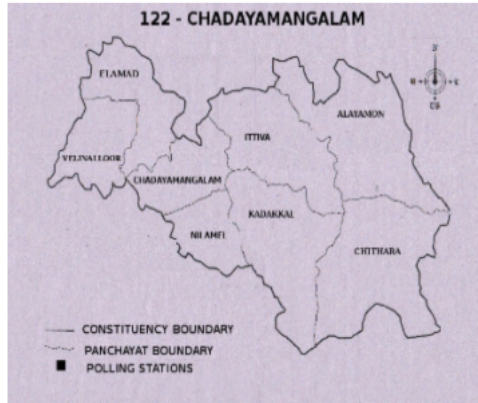 122 - CHADAYAMANGALAM
ELAMAD
ALAYAMON
ITTIVA
VELINALLOOR
CHADAYAMANGALAM
KADAKKAL
NILAMEL
CHITHARA
CONSTITUENCY BOUNDARY
PANCHAYAT BOUNDARY
POLLING STATIONS